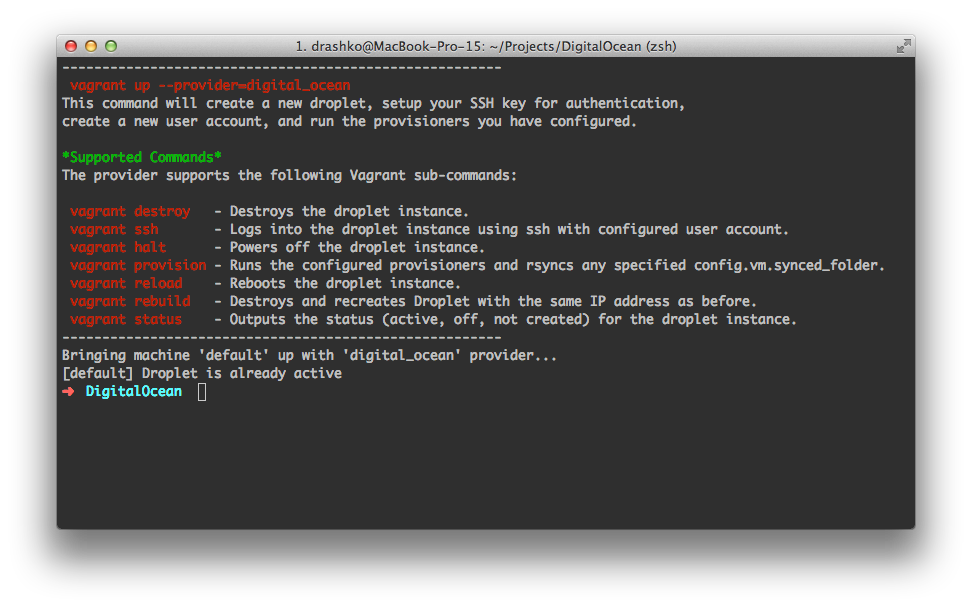 1. drashko@MacBook-Pro-15: ~/Projects/DigitalOcean (zsh)
-------------------------------------------------------
vagrant up --provider=digital_ocean
This command will create a new droplet, setup your SSH key for authentication,
create a new user account, and run the provisioners you have configured.
*Supported Commands*
The provider supports the following Vagrant sub-commands:
vagrant destroy - Destroys the droplet instance.
vagrant ssh - Logs into the droplet instance using ssh with configured user account.
vagrant halt - Powers off the droplet instance.
vagrant provision - Runs the configured provisioners and rsyncs any specified config.vm.synced_folder.
vagrant reload - Reboots the droplet instance.
vagrant rebuild - Destroys and recreates Droplet with the same IP address as before.
vagrant status - Outputs the status (active, off, not created) for the droplet instance.
-------------------------------------------------------
Bringing machine 'default' up with 'digital_ocean' provider...
[default] Droplet is already active
➜ DigitalOcean